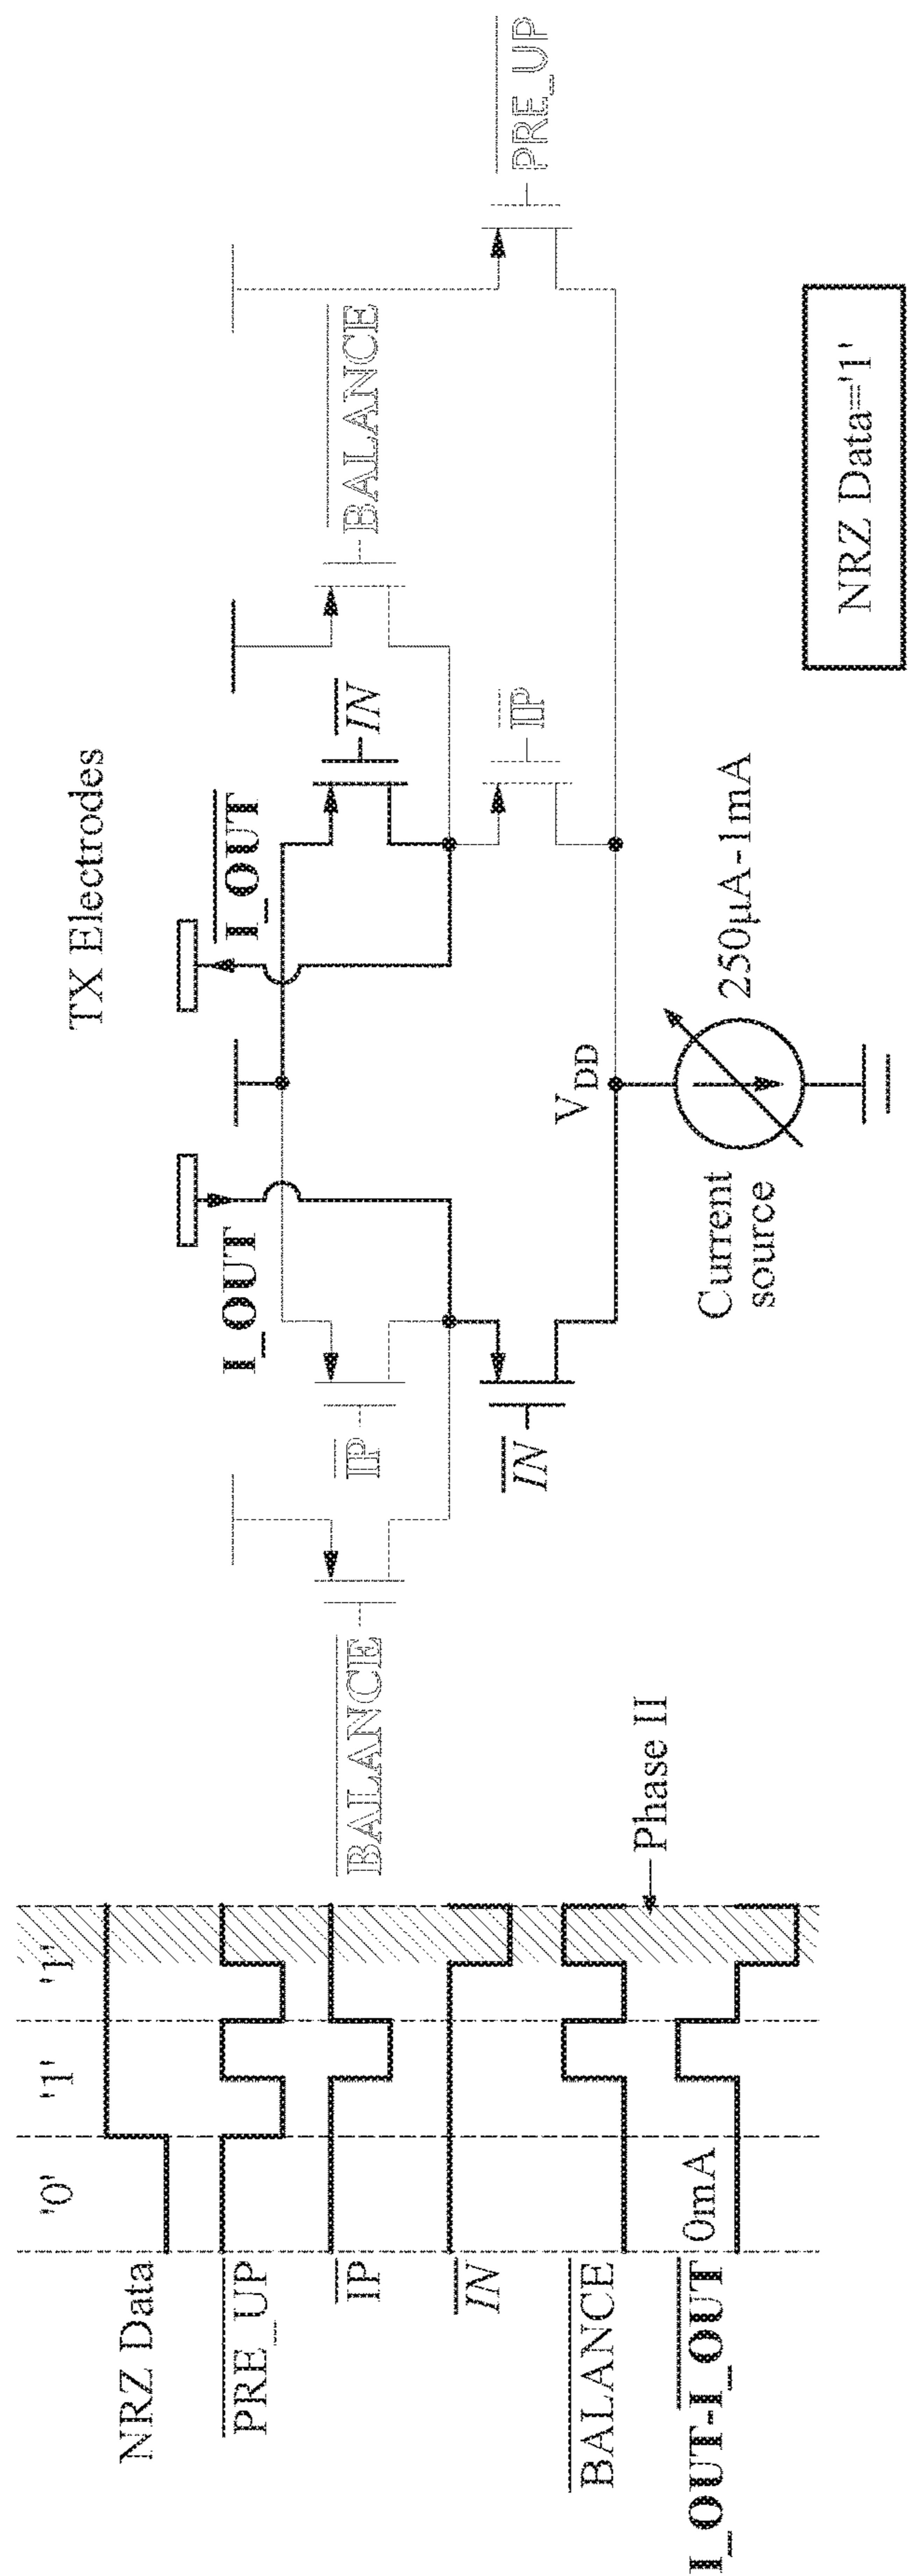 '0'
'1'
'1'
NRZ Data
PRE_UP
IP
IN
BALANCE
I_OUT-I_OUT
0mA
Phase II
TX Electrodes
I_OUT
I_OUT
BALANCE
IP
IN
BALANCE
PRE_UP
IN
IP
VDD
Current
source
250µA-1mA
NRZ Data='1'